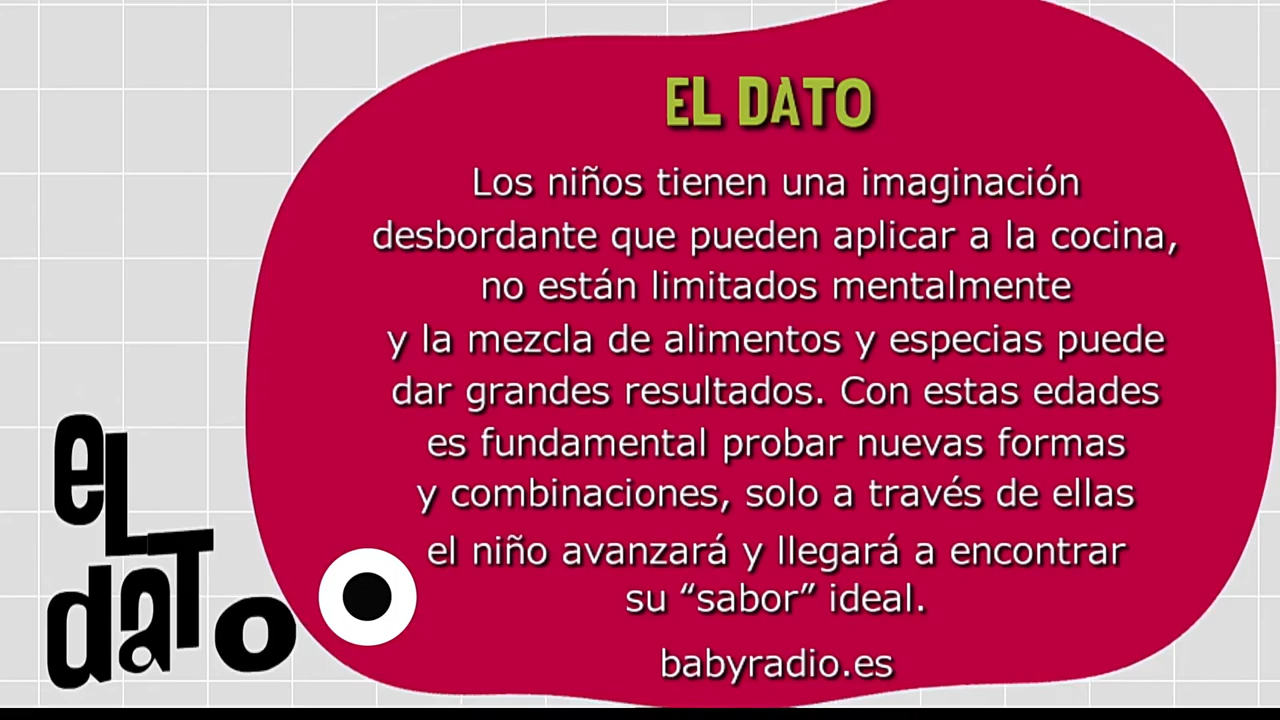 EL DATO
Los niños tienen una imaginación
desbordante que pueden aplicar a la cocina,
no están limitados mentalmente
y la mezcla de alimentos y especias puede
dar grandes resultados. Con estas edades
es fundamental probar nuevas formas
y combinaciones, solo a través de ellas
el niño avanzará y llegará a encontrar
su “sabor” ideal.
babyradio.es
eL
daTo